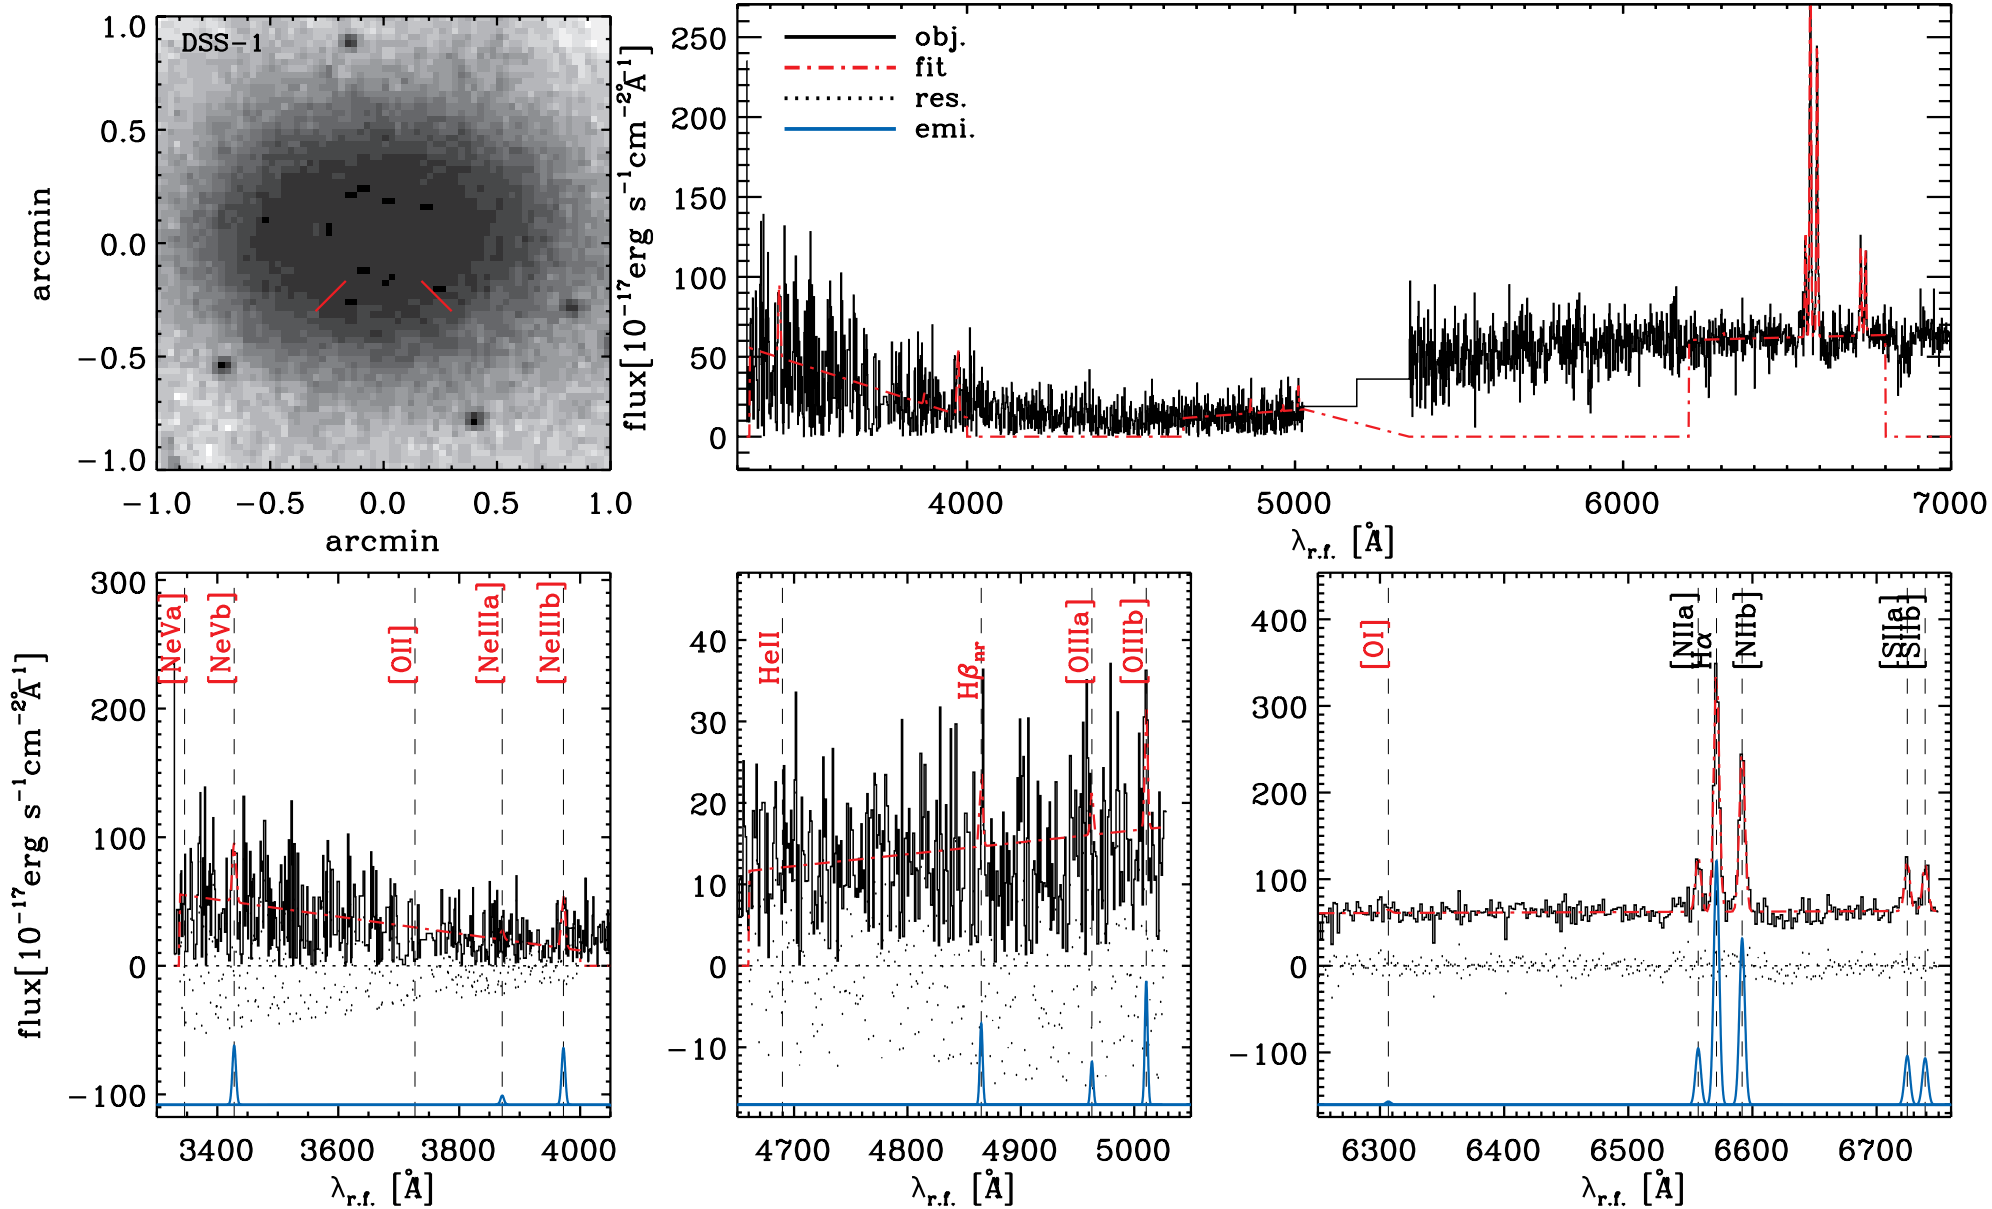 DSS-1
1.0
0.5
0.0
−0.5
−1.0
arcmin
−1.0 −0.5 0.0 0.5 1.0
arcmin
flux[10⁻¹⁷erg s⁻¹cm⁻²Å⁻¹]
250
200
150
100
50
0
obj.
fit
res.
emi.
4000 5000 6000 7000
λr.f. [Å]
flux[10⁻¹⁷erg s⁻¹cm⁻²Å⁻¹]
300
200
100
0
−100
[NeVa]
[NeVb]
[OII]
[NeIIIa]
[NeIIIb]
3400 3600 3800 4000
λr.f. [Å]
40
30
20
10
0
−10
HeII
Hβnr
[OIIIa]
[OIIIb]
4700 4800 4900 5000
λr.f. [Å]
400
300
200
100
0
−100
[OI]
[NIIa]
Hα
[NIIb]
[SIIa]
[SIIb]
6300 6400 6500 6600 6700
λr.f. [Å]